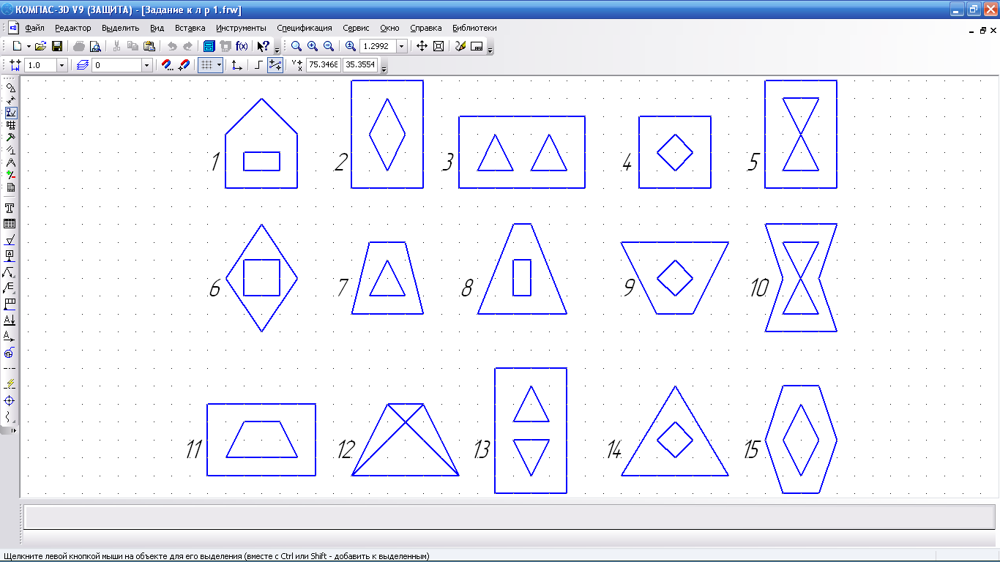 КОМПАС-3D V9 (ЗАЩИТА) - [Задание к л р 1.frw]
Файл Редактор Выделить Вид Вставка Инструменты Спецификация Сервис Окно Справка Библиотеки
f(x) 1.2992
1.0 0 75.3468 35.3554
1 2 3 4 5
6 7 8 9 10
11 12 13 14 15
Щелкните левой кнопкой мыши на объекте для его выделения (вместе с Ctrl или Shift - добавить к выделенным)